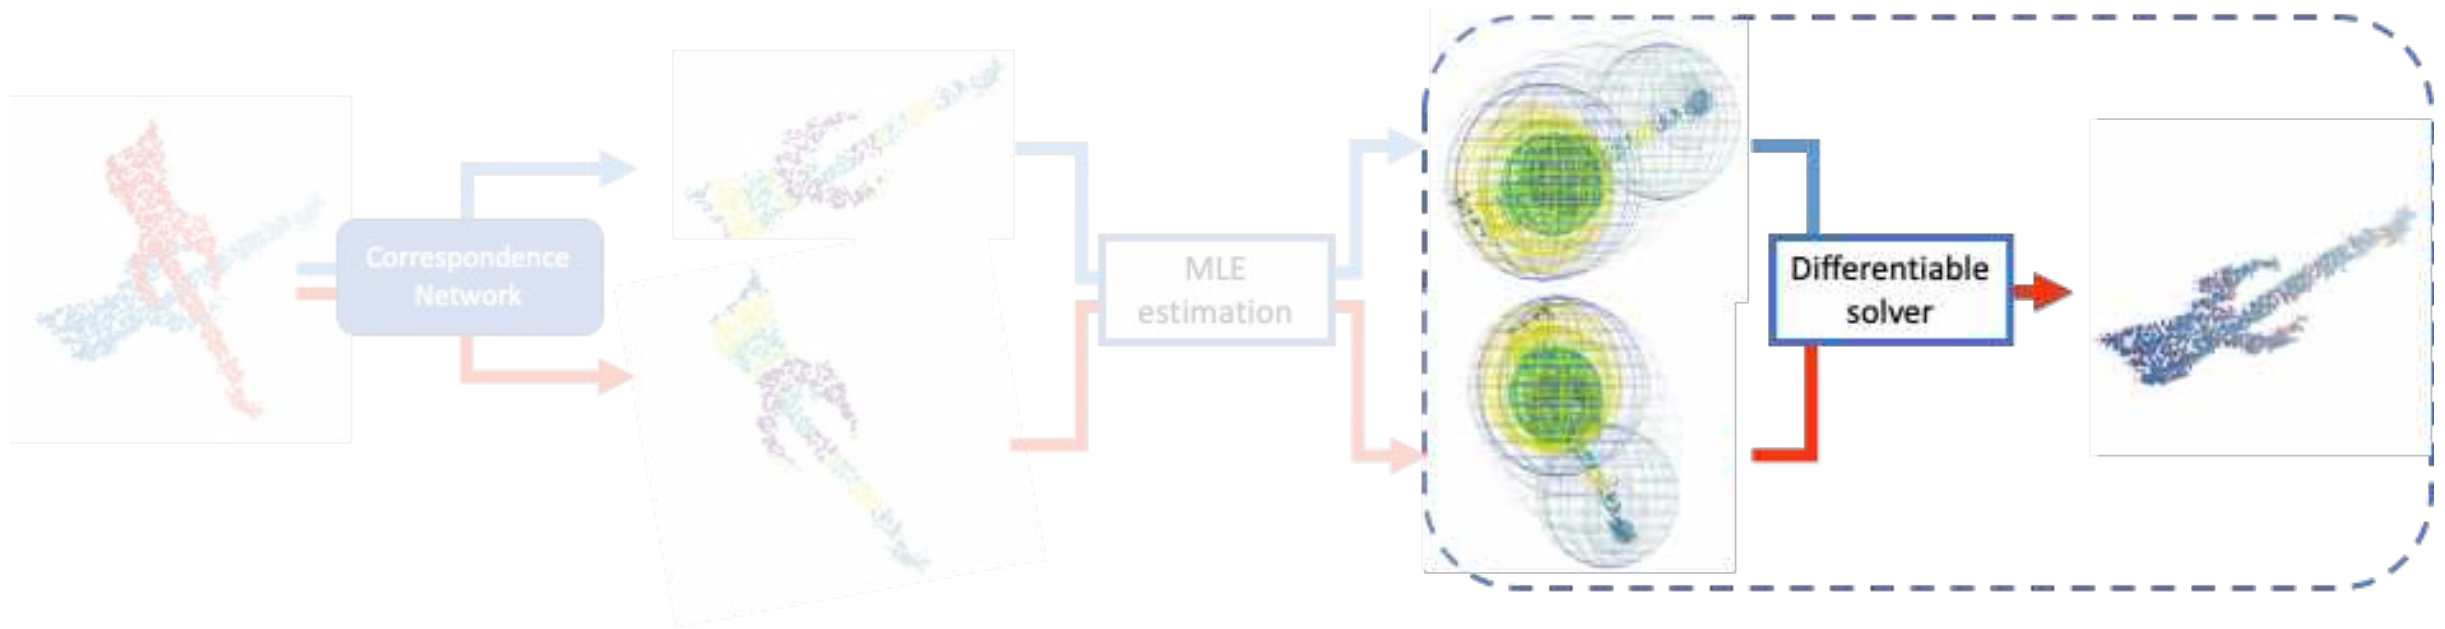 Correspondence
Network
MLE
estimation
Differentiable
solver